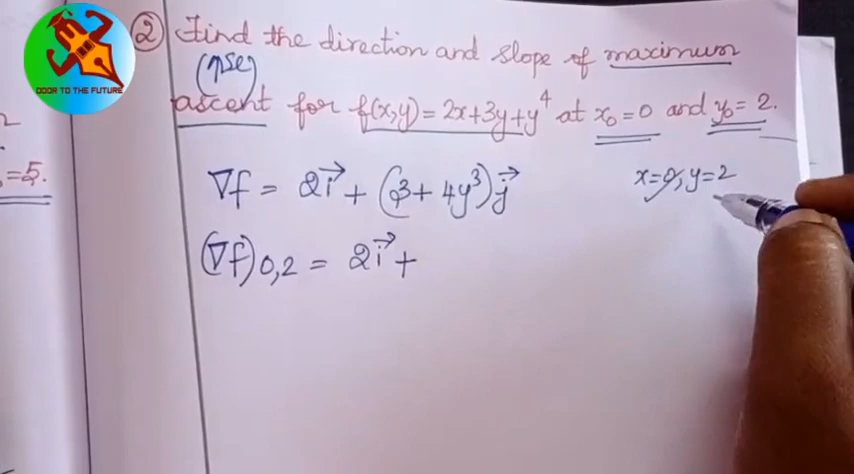 ② Find the direction and slope of maximum
(rise)
ascent for f(x,y) = 2x+3y+y⁴ at x₀ = 0 and y₀ = 2.
= 5.
∇f = 2i⃗ + (3 + 4y³)y⃗
x=0, y=2
(∇f)0,2 = 2i⃗ +
DOOR TO THE FUTURE